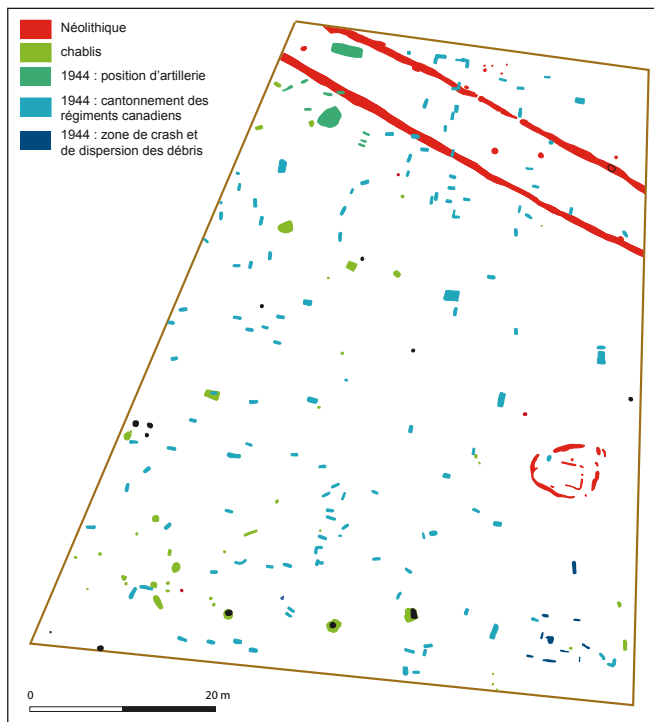 Néolithique
chablis
1944 : position d'artillerie
1944 : cantonnement des
régiments canadiens
1944 : zone de crash et
de dispersion des débris
0
20 m